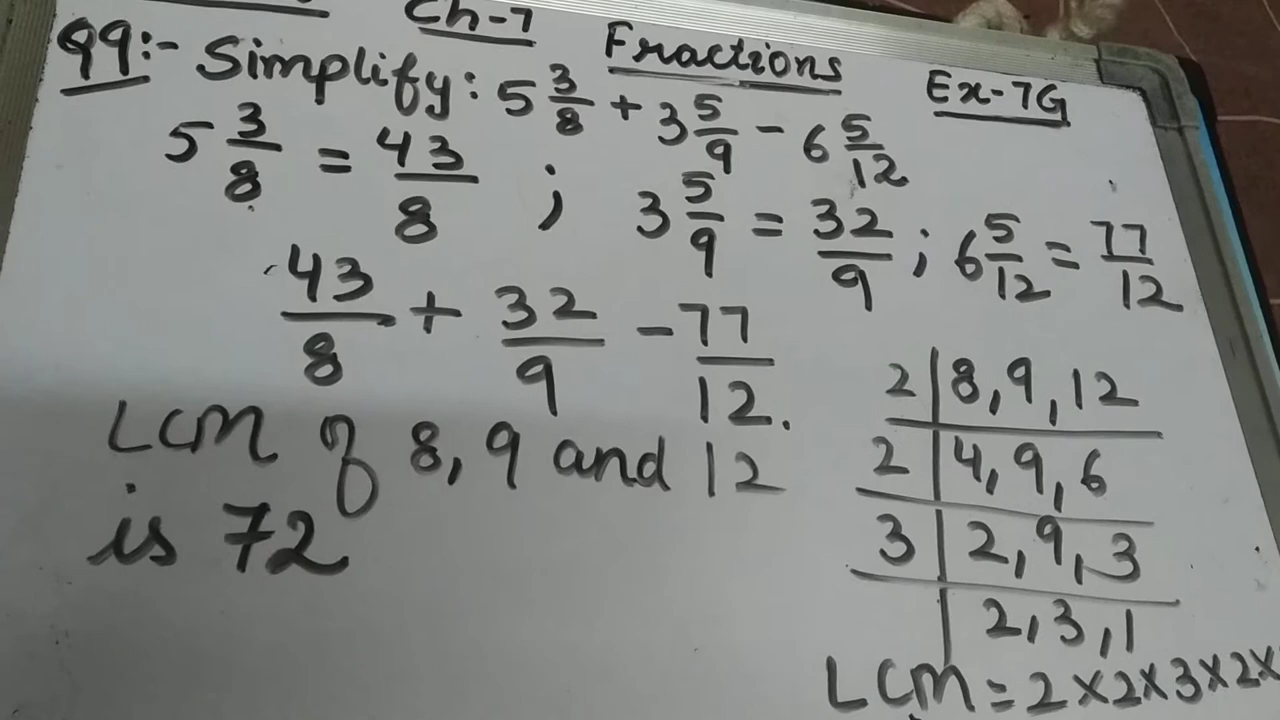 Ch-7 Fractions Ex-7G
Q9:- Simplify: 5 3/8 + 3 5/9 - 6 5/12
5 3/8 = 43/8 ; 3 5/9 = 32/9 ; 6 5/12 = 77/12
43/8 + 32/9 - 77/12.
LCM of 8, 9 and 12
is 72
2 | 8, 9, 12
2 | 4, 9, 6
3 | 2, 9, 3
| 2, 3, 1
LCM = 2×2×3×2×